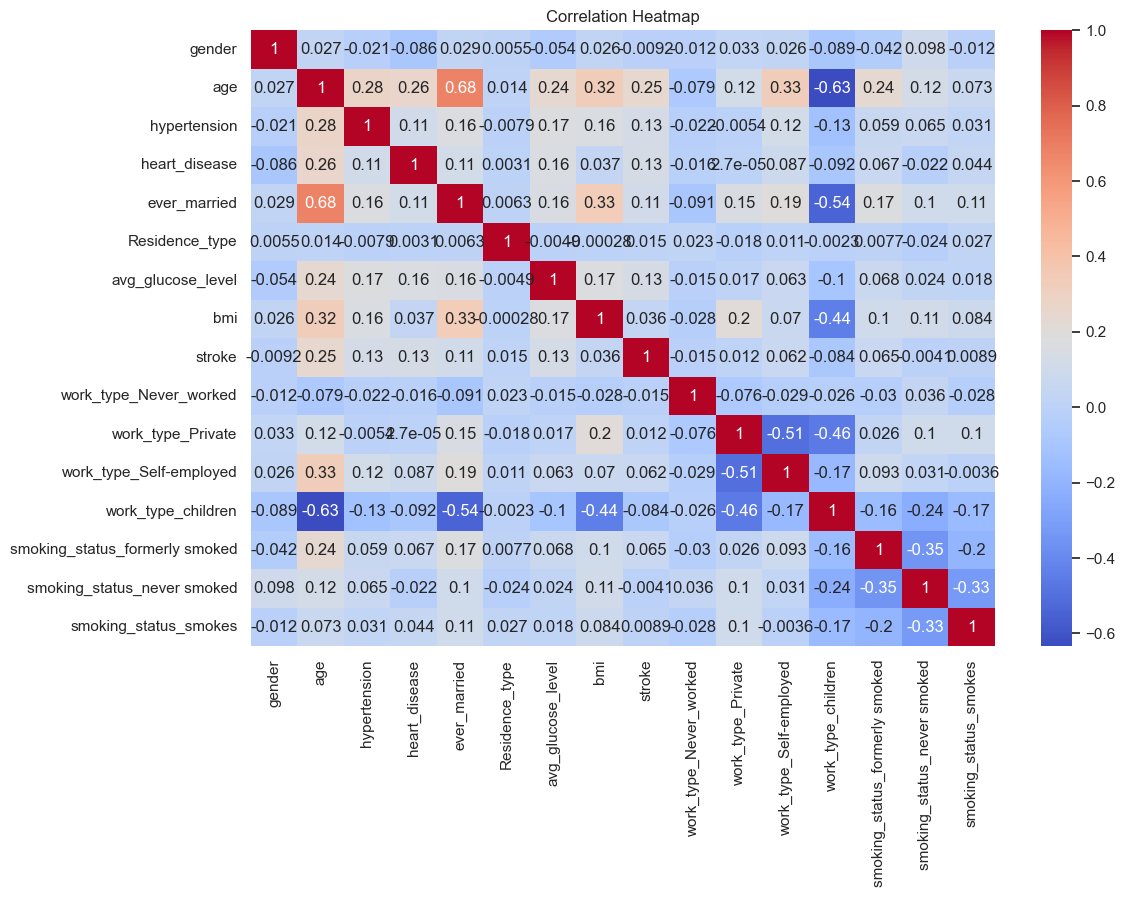 Correlation Heatmap
gender 1 0.027 -0.021 -0.086 0.029 0.0055 -0.054 0.026 -0.0092 -0.012 0.033 0.026 -0.089 -0.042 0.098 -0.012
age 0.027 1 0.28 0.26 0.68 0.014 0.24 0.32 0.25 -0.079 0.12 0.33 -0.63 0.24 0.12 0.073
hypertension -0.021 0.28 1 0.11 0.16 -0.0079 0.17 0.16 0.13 -0.022 -0.0054 0.12 -0.13 0.059 0.065 0.031
heart_disease -0.086 0.26 0.11 1 0.11 0.0031 0.16 0.037 0.13 -0.016 2.7e-05 0.087 -0.092 0.067 -0.022 0.044
ever_married 0.029 0.68 0.16 0.11 1 0.0063 0.16 0.33 0.11 -0.091 0.15 0.19 -0.54 0.17 0.1 0.11
Residence_type 0.0055 0.014 -0.0079 0.0031 0.0063 1 -0.0049 -0.00028 0.015 0.023 -0.018 0.011 -0.0023 0.0077 -0.024 0.027
avg_glucose_level -0.054 0.24 0.17 0.16 0.16 -0.0049 1 0.17 0.13 -0.015 0.017 0.063 -0.1 0.068 0.024 0.018
bmi 0.026 0.32 0.16 0.037 0.33 -0.00028 0.17 1 0.036 -0.028 0.2 0.07 -0.44 0.1 0.11 0.084
stroke -0.0092 0.25 0.13 0.13 0.11 0.015 0.13 0.036 1 -0.015 0.012 0.062 -0.084 0.065 -0.0041 0.0089
work_type_Never_worked -0.012 -0.079 -0.022 -0.016 -0.091 0.023 -0.015 -0.028 -0.015 1 -0.076 -0.029 -0.026 -0.03 0.036 -0.028
work_type_Private 0.033 0.12 -0.0054 2.7e-05 0.15 -0.018 0.017 0.2 0.012 -0.076 1 -0.51 -0.46 0.026 0.1 0.1
work_type_Self-employed 0.026 0.33 0.12 0.087 0.19 0.011 0.063 0.07 0.062 -0.029 -0.51 1 -0.17 0.093 0.031 -0.0036
work_type_children -0.089 -0.63 -0.13 -0.092 -0.54 -0.0023 -0.1 -0.44 -0.084 -0.026 -0.46 -0.17 1 -0.16 -0.24 -0.17
smoking_status_formerly smoked -0.042 0.24 0.059 0.067 0.17 0.0077 0.068 0.1 0.065 -0.03 0.026 0.093 -0.16 1 -0.35 -0.2
smoking_status_never smoked 0.098 0.12 0.065 -0.022 0.1 -0.024 0.024 0.11 -0.0041 0.036 0.1 0.031 -0.24 -0.35 1 -0.33
smoking_status_smokes -0.012 0.073 0.031 0.044 0.11 0.027 0.018 0.084 0.0089 -0.028 0.1 -0.0036 -0.17 -0.2 -0.33 1
gender
age
hypertension
heart_disease
ever_married
Residence_type
avg_glucose_level
bmi
stroke
work_type_Never_worked
work_type_Private
work_type_Self-employed
work_type_children
smoking_status_formerly smoked
smoking_status_never smoked
smoking_status_smokes
1.0
0.8
0.6
0.4
0.2
0.0
−0.2
−0.4
−0.6